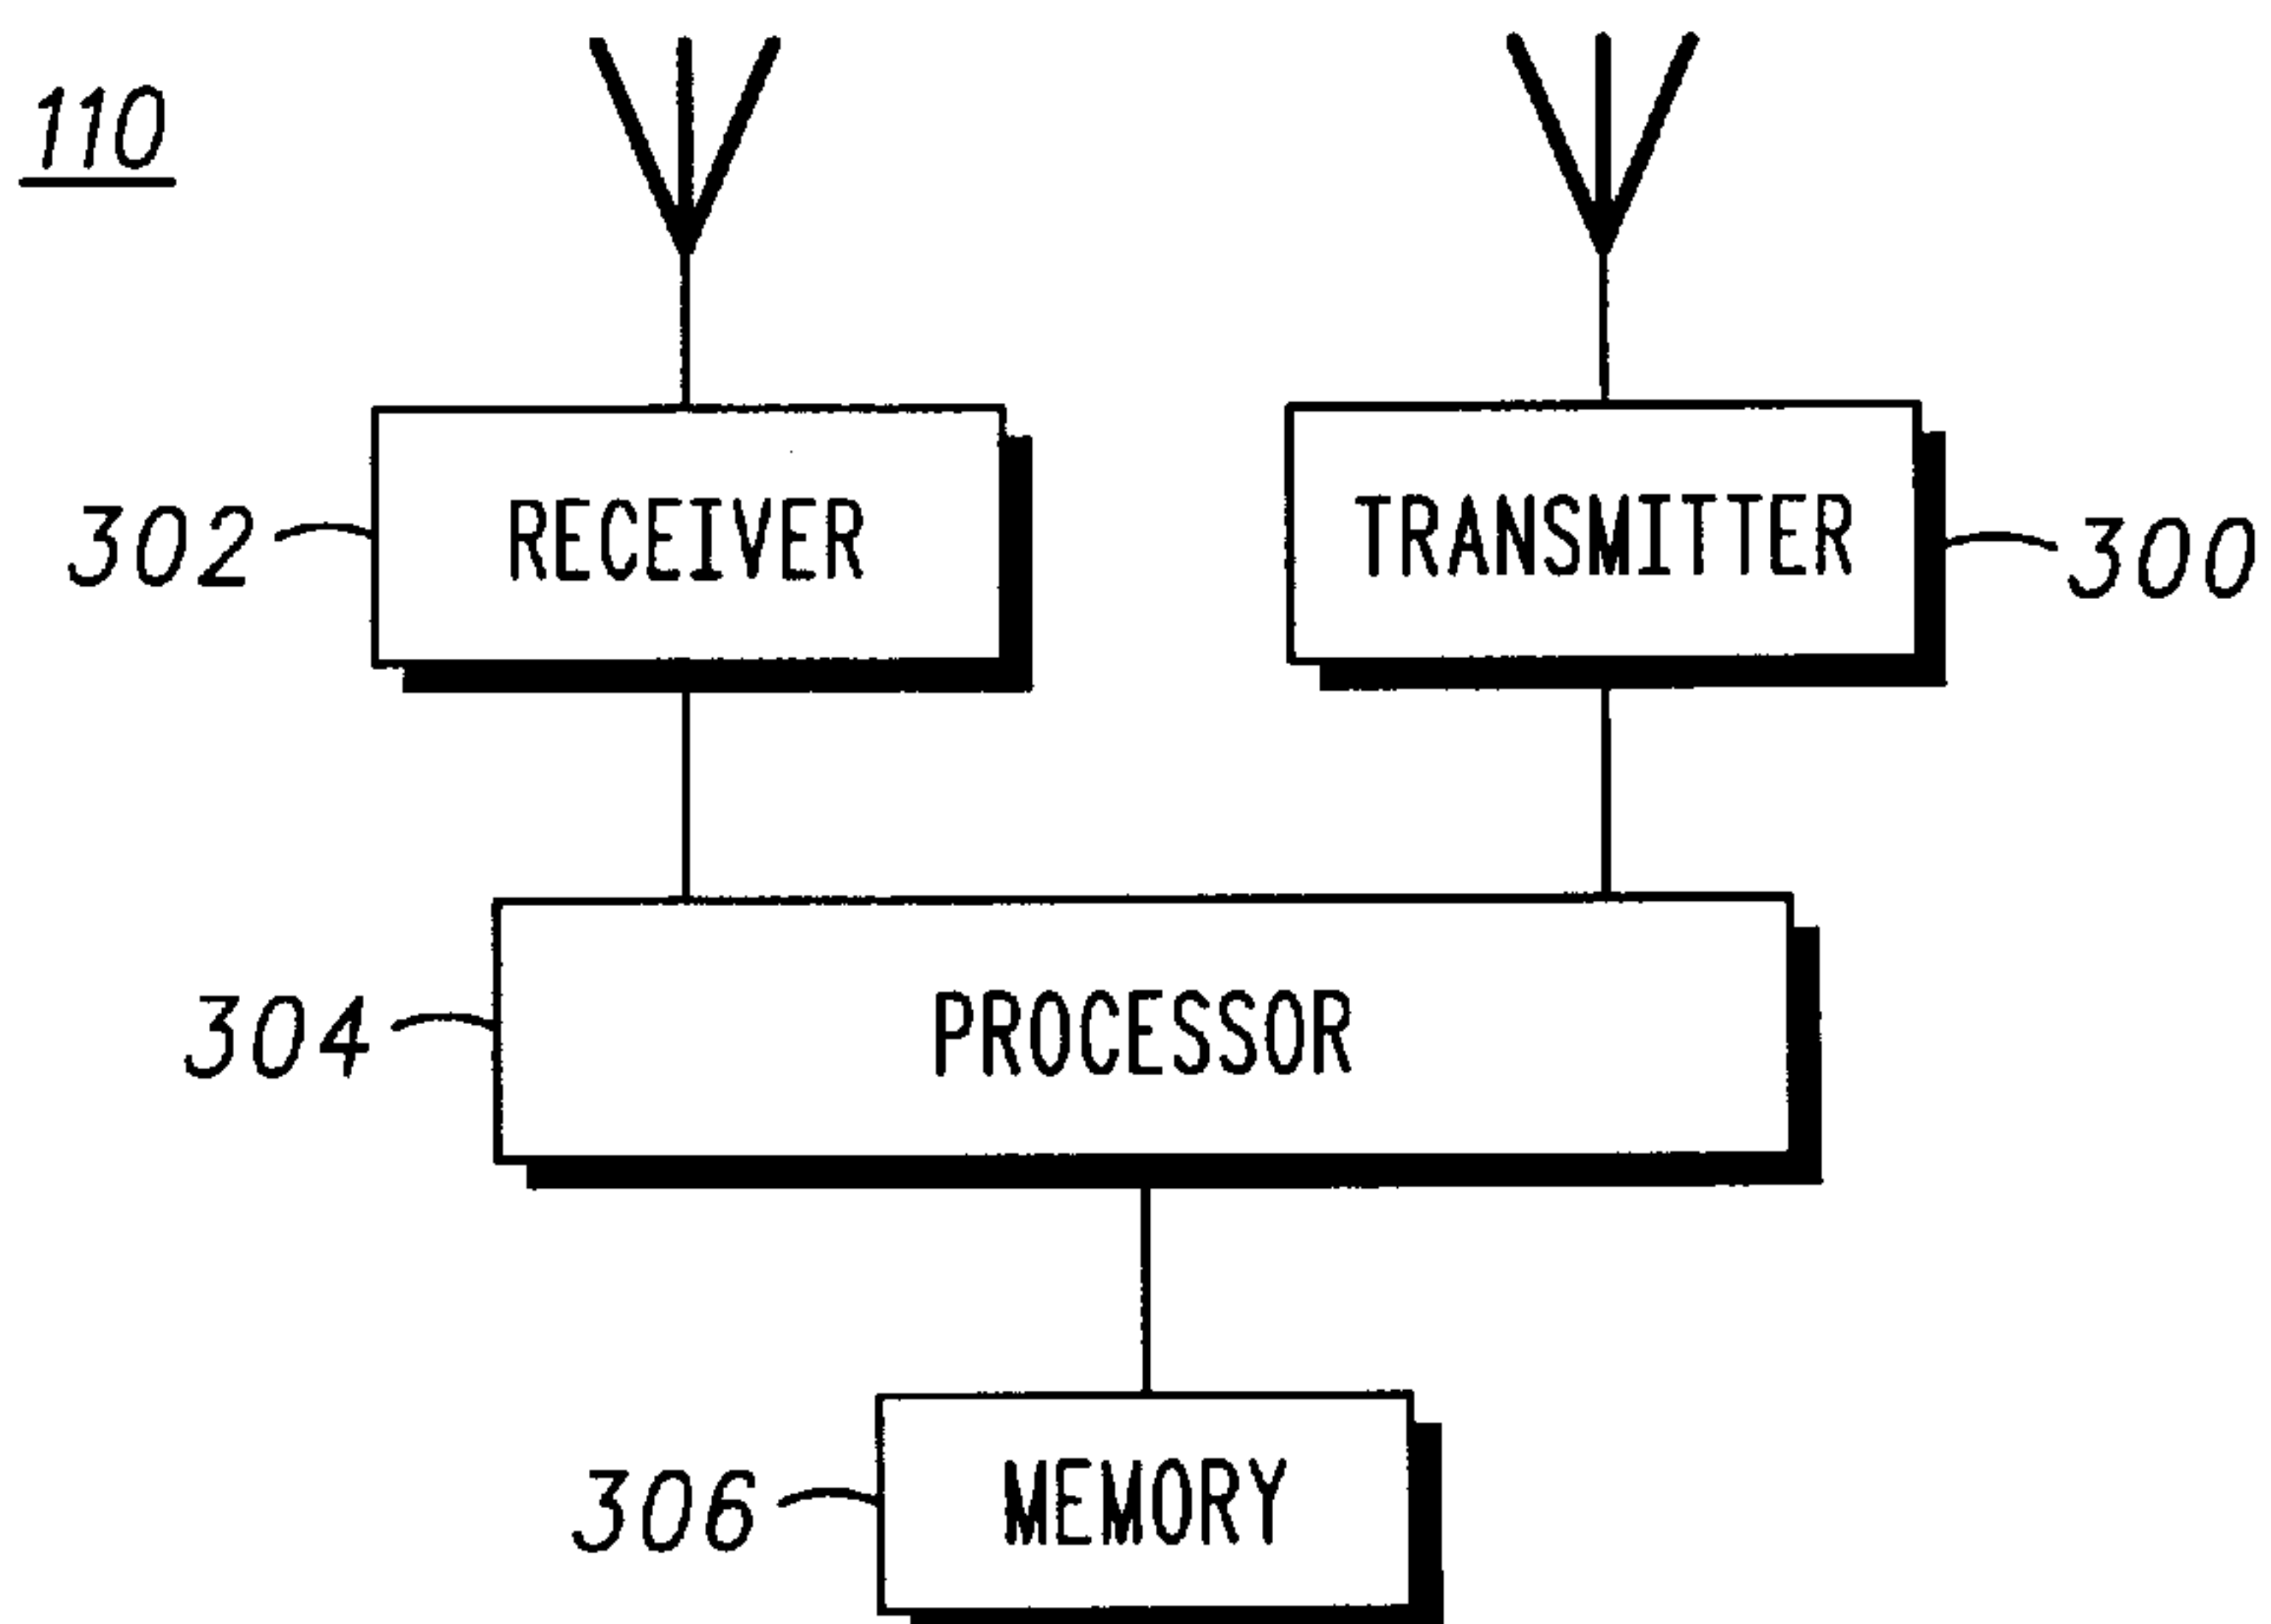 110
302
RECEIVER
TRANSMITTER
300
304
PROCESSOR
306
MEMORY